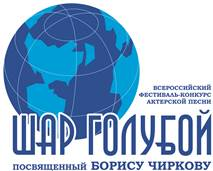 ВСЕРОССИЙСКИЙ
ФЕСТИВАЛЬ-КОНКУРС
АКТЕРСКОЙ ПЕСНИ
ШАР ГОЛУБОЙ
ПОСВЯЩЕННЫЙ БОРИСУ ЧИРКОВУ